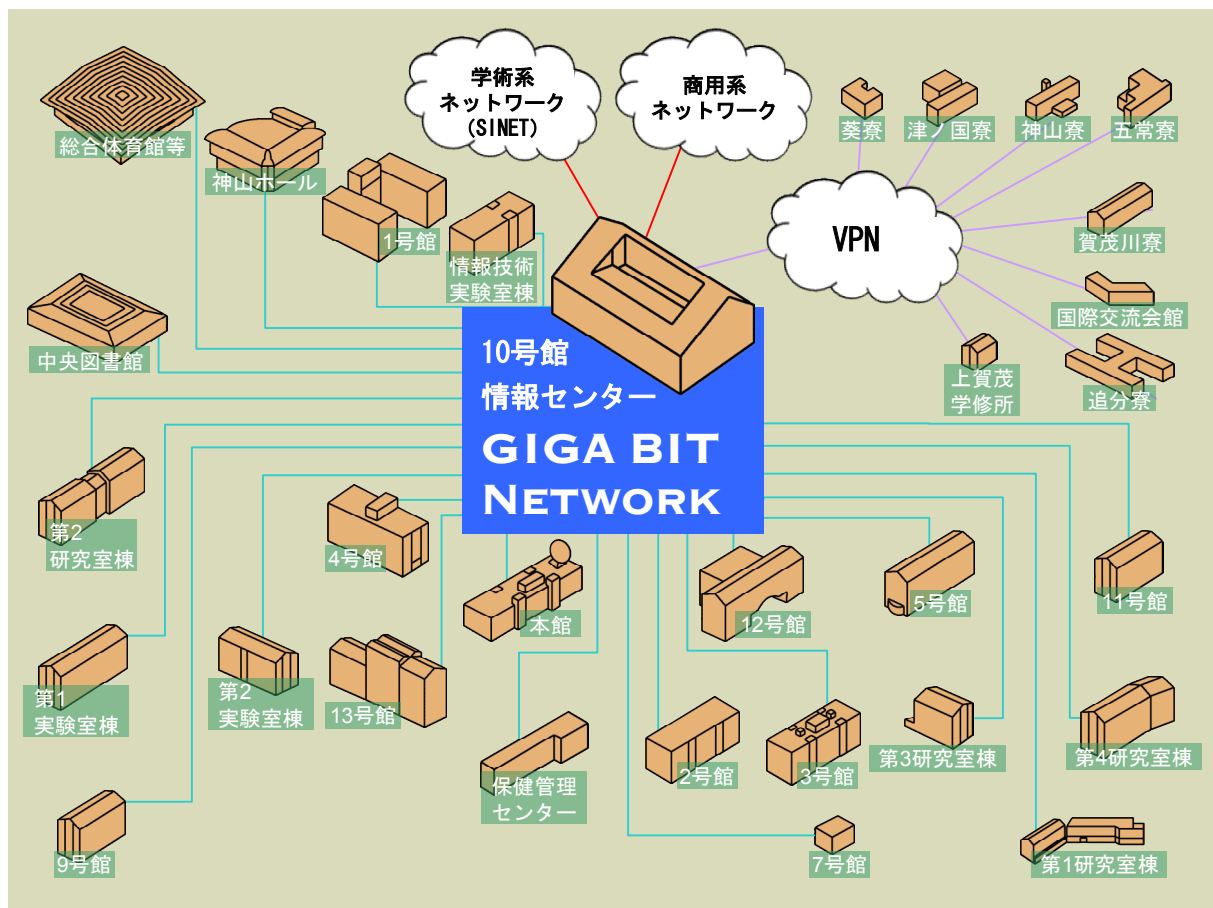 学術系
ネットワーク
(SINET)
商用系
ネットワーク
葵寮
津ノ国寮
神山寮
五常寮
総合体育館等
神山ホール
1号館
情報技術
実験室棟
VPN
賀茂川寮
国際交流会館
上賀茂
学修所
追分寮
中央図書館
10号館
情報センター
GIGA BIT
NETWORK
第2
研究室棟
4号館
本館
12号館
5号館
11号館
第1
実験室棟
第2
実験室棟
13号館
保健管理
センター
2号館
3号館
第3研究室棟
第4研究室棟
9号館
7号館
第1研究室棟